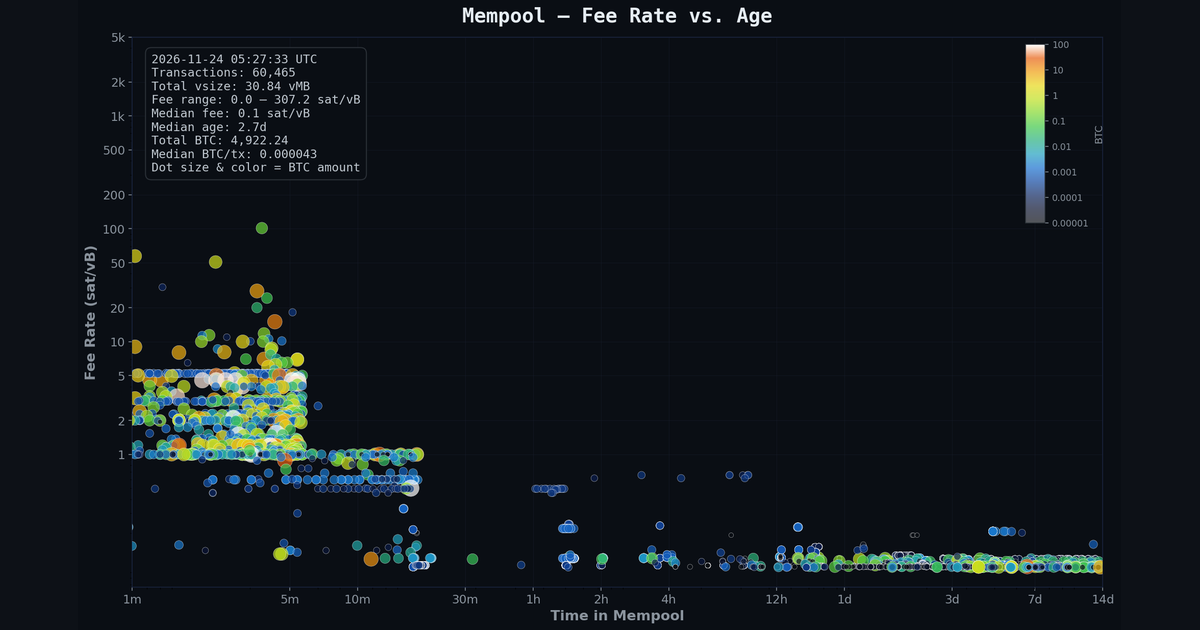 Mempool — Fee Rate vs. Age
2026-11-24 05:27:33 UTC
Transactions: 60,465
Total vsize: 30.84 vMB
Fee range: 0.0 – 307.2 sat/vB
Median fee: 0.1 sat/vB
Median age: 2.7d
Total BTC: 4,922.24
Median BTC/tx: 0.000043
Dot size & color = BTC amount
100
10
1
0.1
0.01
0.001
0.0001
0.00001
BTC
Fee Rate (sat/vB)
5k
2k
1k
500
200
100
50
20
10
5
2
1
1m
5m
10m
30m
1h
2h
4h
12h
1d
3d
7d
14d
Time in Mempool